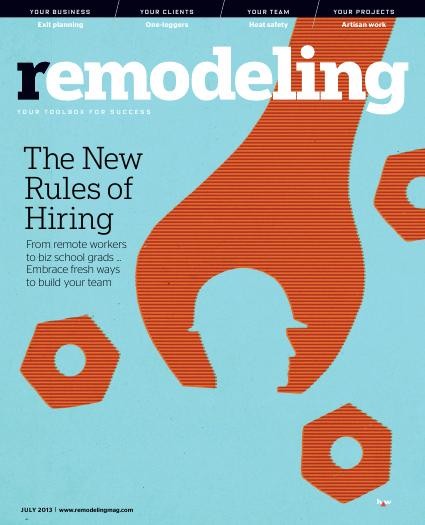 YOUR BUSINESS
Exit planning
YOUR CLIENTS
One-leggers
YOUR TEAM
Heat safety
YOUR PROJECTS
Artisan work
remodeling
YOUR TOOLBOX FOR SUCCESS
The New
Rules of
Hiring
From remote workers
to biz school grads ..
Embrace fresh ways
to build your team
JULY 2013 | www.remodelingmag.com